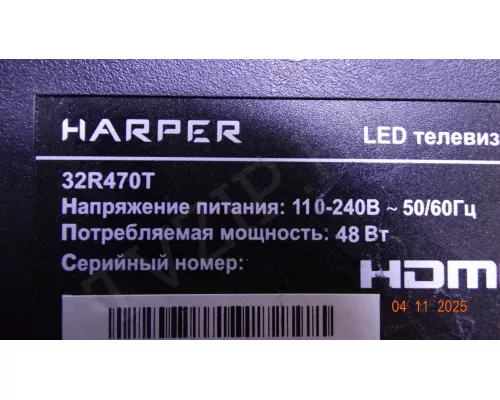 HARPER
LED телевиз
32R470T
Напряжение питания: 110-240В ~ 50/60Гц
Потребляемая мощность: 48 Вт
Серийный номер:
HDM
04 11 2025